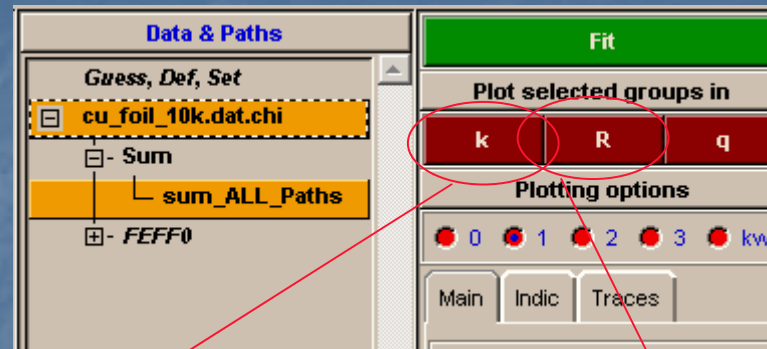 Data & Paths
Guess, Def, Set
cu_foil_10k.dat.chi
Sum
sum_ALL_Paths
FEFF0
Fit
Plot selected groups in
k R q
Plotting options
0 1 2 3 kw
Main Indic Traces